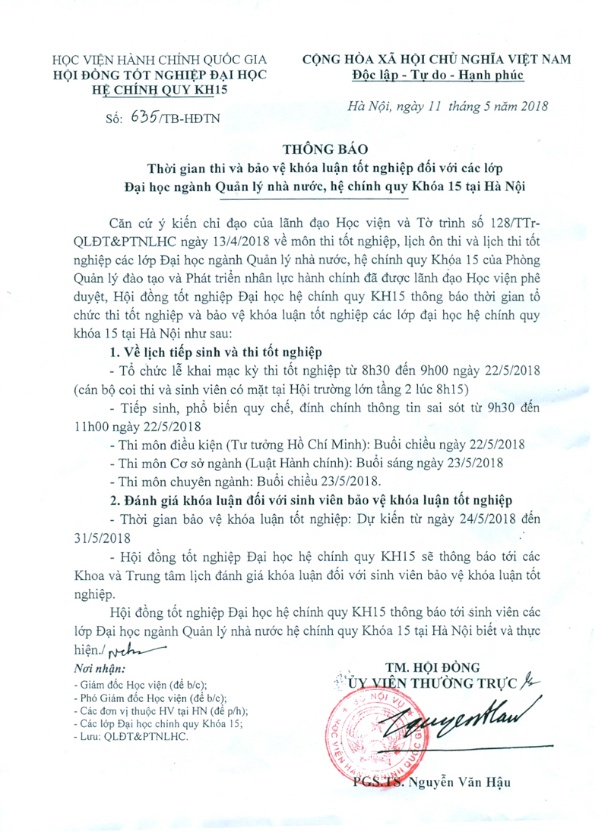 HỌC VIỆN HÀNH CHÍNH QUỐC GIA
HỘI ĐỒNG TỐT NGHIỆP ĐẠI HỌC
HỆ CHÍNH QUY KH15
Số: 635/TB-HĐTN
CỘNG HÒA XÃ HỘI CHỦ NGHĨA VIỆT NAM
Độc lập - Tự do - Hạnh phúc
Hà Nội, ngày 11 tháng 5 năm 2018
THÔNG BÁO
Thời gian thi và bảo vệ khóa luận tốt nghiệp đối với các lớp
Đại học ngành Quản lý nhà nước, hệ chính quy Khóa 15 tại Hà Nội
Căn cứ ý kiến chỉ đạo của lãnh đạo Học viện và Tờ trình số 128/TTr-
QLĐT&PTNLHC ngày 13/4/2018 về môn thi tốt nghiệp, lịch ôn thi và lịch thi tốt
nghiệp các lớp Đại học ngành Quản lý nhà nước, hệ chính quy Khóa 15 của Phòng
Quản lý đào tạo và Phát triển nhân lực hành chính đã được lãnh đạo Học viện phê
duyệt, Hội đồng tốt nghiệp Đại học hệ chính quy KH15 thông báo thời gian tổ
chức thi tốt nghiệp và bảo vệ khóa luận tốt nghiệp các lớp đại học hệ chính quy
khóa 15 tại Hà Nội như sau:
1. Về lịch tiếp sinh và thi tốt nghiệp
- Tổ chức lễ khai mạc kỳ thi tốt nghiệp từ 8h30 đến 9h00 ngày 22/5/2018
(cán bộ coi thi và sinh viên có mặt tại Hội trường lớn tầng 2 lúc 8h15)
- Tiếp sinh, phổ biến quy chế, đính chính thông tin sai sót từ 9h30 đến
11h00 ngày 22/5/2018
- Thi môn điều kiện (Tư tưởng Hồ Chí Minh): Buổi chiều ngày 22/5/2018
- Thi môn Cơ sở ngành (Luật Hành chính): Buổi sáng ngày 23/5/2018
- Thi môn chuyên ngành: Buổi chiều 23/5/2018.
2. Đánh giá khóa luận đối với sinh viên bảo vệ khóa luận tốt nghiệp
- Thời gian bảo vệ khóa luận tốt nghiệp: Dự kiến từ ngày 24/5/2018 đến
31/5/2018
- Hội đồng tốt nghiệp Đại học hệ chính quy KH15 sẽ thông báo tới các
Khoa và Trung tâm lịch đánh giá khóa luận đối với sinh viên bảo vệ khóa luận tốt
nghiệp.
Hội đồng tốt nghiệp Đại học hệ chính quy KH15 thông báo tới sinh viên các
lớp Đại học ngành Quản lý nhà nước hệ chính quy Khóa 15 tại Hà Nội biết và thực
hiện./
Nơi nhận:
- Giám đốc Học viện (để b/c);
- Phó Giám đốc Học viện (để b/c);
- Các đơn vị thuộc HV tại HN (để p/h);
- Các lớp Đại học chính quy Khóa 15;
- Lưu: QLĐT&PTNLHC.
TM. HỘI ĐỒNG
ỦY VIÊN THƯỜNG TRỰC
PGS.TS. Nguyễn Văn Hậu